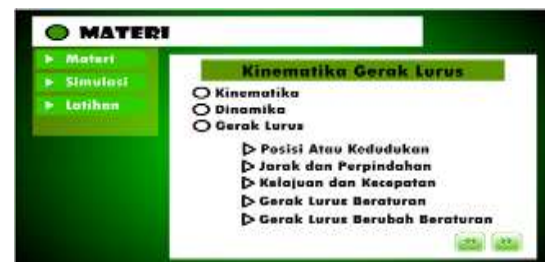 MATERI
Materi
Simulasi
Latihan
Kinematika Gerak Lurus
Kinematika
Dinamika
Gerak Lurus
Posisi Atau Kedudukan
Jarak dan Perpindahan
Kelajuan dan Kecepatan
Gerak Lurus Beraturan
Gerak Lurus Berubah Beraturan